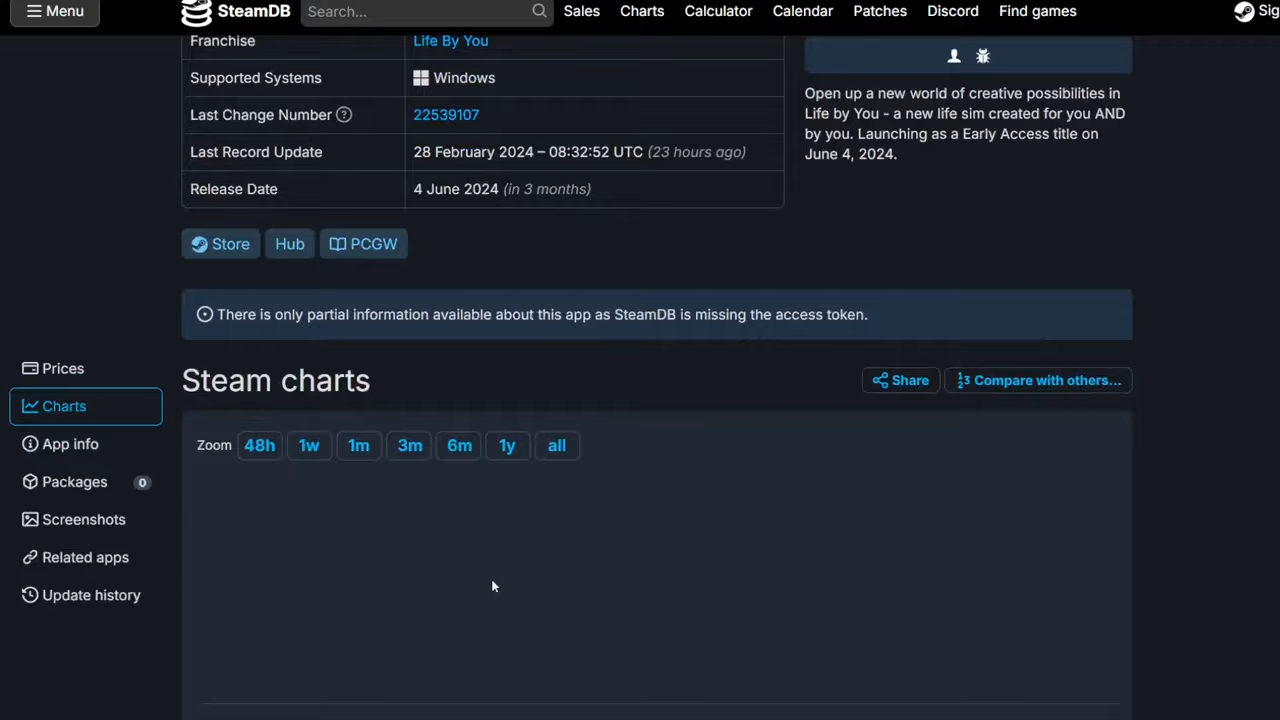 Menu
SteamDB
Search...
Sales
Charts
Calculator
Calendar
Patches
Discord
Find games
Sig
Franchise
Life By You
Supported Systems
Windows
Last Change Number ?
22539107
Last Record Update
28 February 2024 – 08:32:52 UTC (23 hours ago)
Release Date
4 June 2024 (in 3 months)
Open up a new world of creative possibilities in
Life by You - a new life sim created for you AND
by you. Launching as a Early Access title on
June 4, 2024.
Store
Hub
PCGW
There is only partial information available about this app as SteamDB is missing the access token.
Prices
Charts
App info
Packages 0
Screenshots
Related apps
Update history
Steam charts
Share
Compare with others...
Zoom 48h 1w 1m 3m 6m 1y all